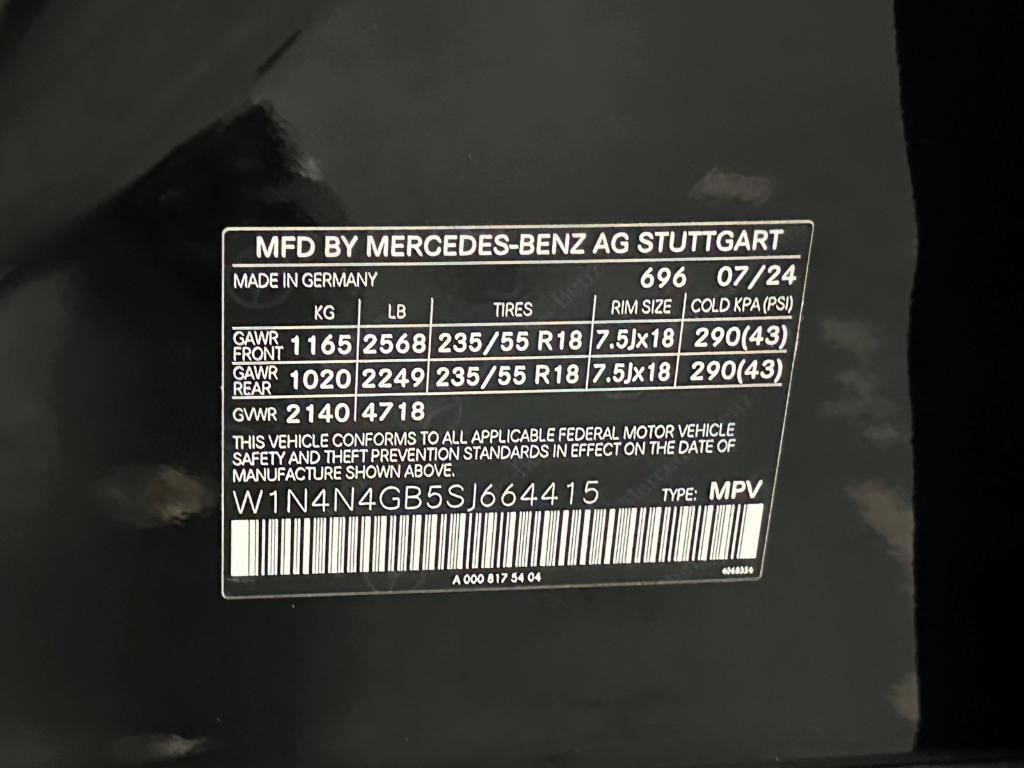 MFD BY MERCEDES-BENZ AG STUTTGART
MADE IN GERMANY 696 07/24
KG LB TIRES RIM SIZE COLD KPA (PSI)
GAWR FRONT 1165 2568 235/55 R18 7.5Jx18 290(43)
GAWR REAR 1020 2249 235/55 R18 7.5Jx18 290(43)
GVWR 2140 4718
THIS VEHICLE CONFORMS TO ALL APPLICABLE FEDERAL MOTOR VEHICLE
SAFETY AND THEFT PREVENTION STANDARDS IN EFFECT ON THE DATE OF
MANUFACTURE SHOWN ABOVE.
W1N4N4GB5SJ664415 TYPE: MPV
A 000 817 54 04